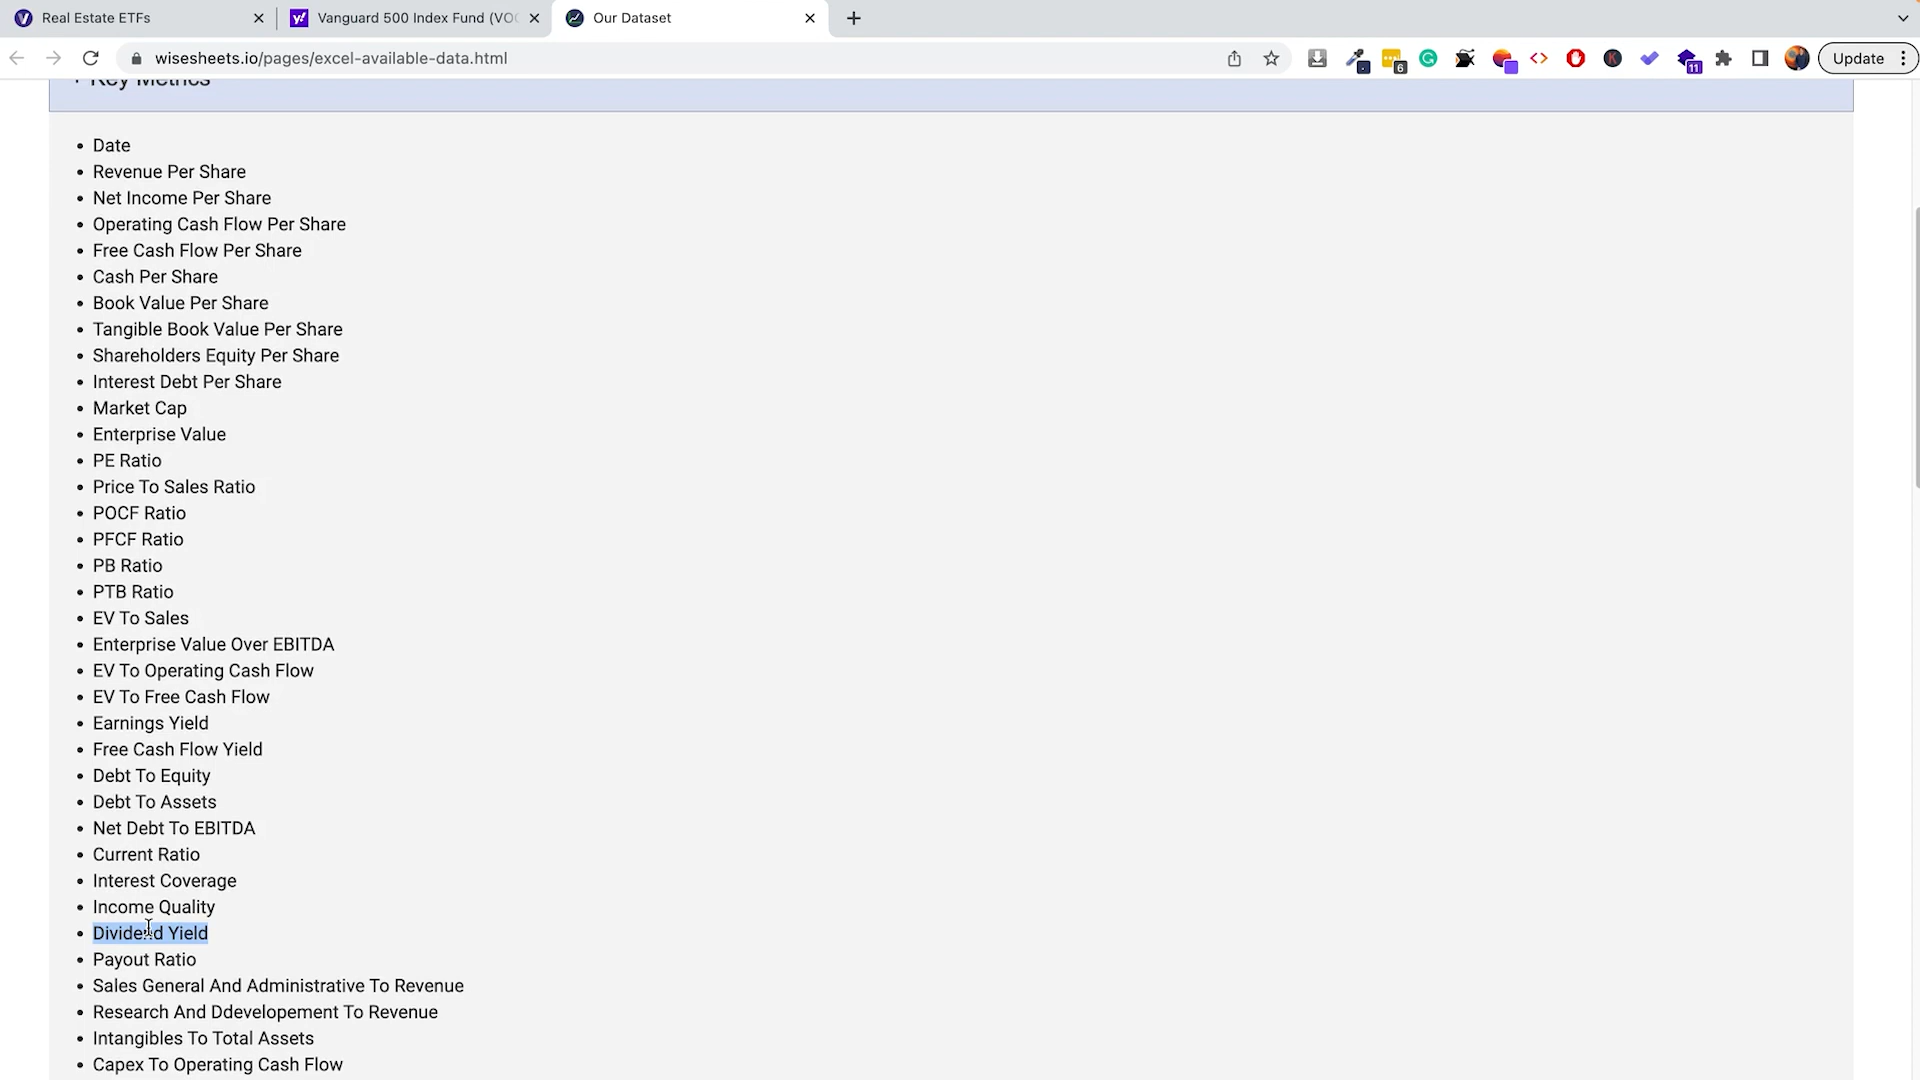 Real Estate ETFs
Vanguard 500 Index Fund (VOO
Our Dataset
wisesheets.io/pages/excel-available-data.html
6
11
Update
Key Metrics
Date
Revenue Per Share
Net Income Per Share
Operating Cash Flow Per Share
Free Cash Flow Per Share
Cash Per Share
Book Value Per Share
Tangible Book Value Per Share
Shareholders Equity Per Share
Interest Debt Per Share
Market Cap
Enterprise Value
PE Ratio
Price To Sales Ratio
POCF Ratio
PFCF Ratio
PB Ratio
PTB Ratio
EV To Sales
Enterprise Value Over EBITDA
EV To Operating Cash Flow
EV To Free Cash Flow
Earnings Yield
Free Cash Flow Yield
Debt To Equity
Debt To Assets
Net Debt To EBITDA
Current Ratio
Interest Coverage
Income Quality
Dividend Yield
Payout Ratio
Sales General And Administrative To Revenue
Research And Ddevelopement To Revenue
Intangibles To Total Assets
Capex To Operating Cash Flow